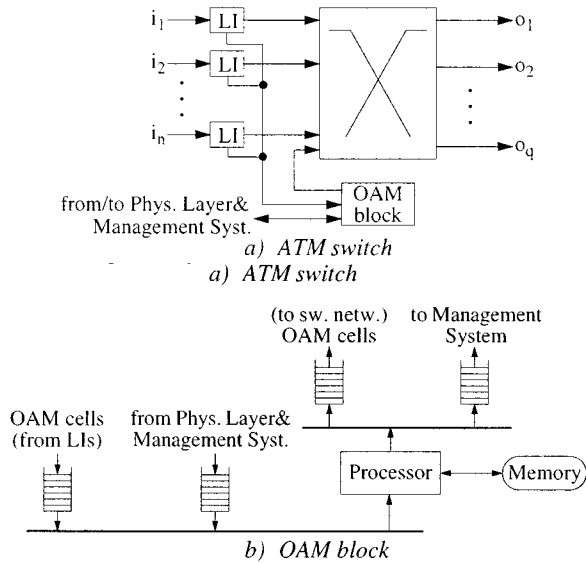 i1 LI o1
i2 LI o2
in LI oq
from/to Phys. Layer&
Management Syst.
OAM
block
a) ATM switch
a) ATM switch
(to sw. netw.)
OAM cells
to Management
System
OAM cells
(from LIs)
from Phys. Layer&
Management Syst.
Processor
Memory
b) OAM block